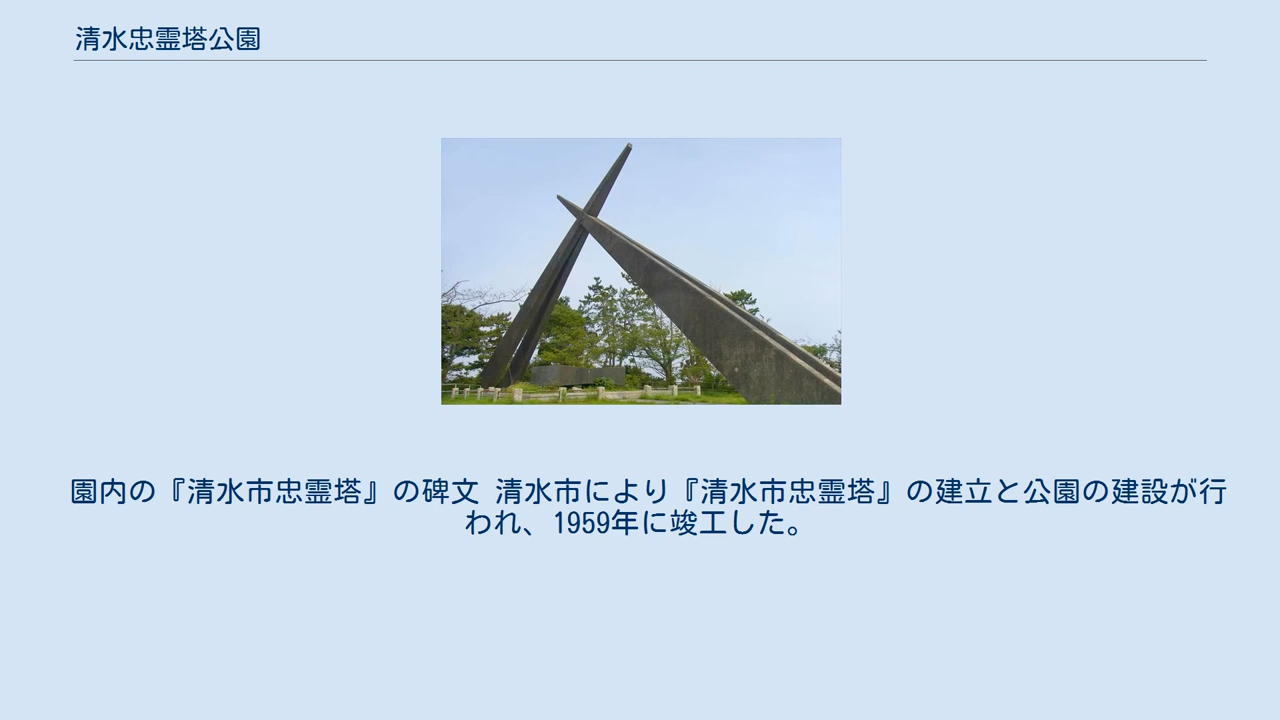 清水忠霊塔公園
園内の『清水市忠霊塔』の碑文 清水市により『清水市忠霊塔』の建立と公園の建設が行
われ、1959年に竣工した。